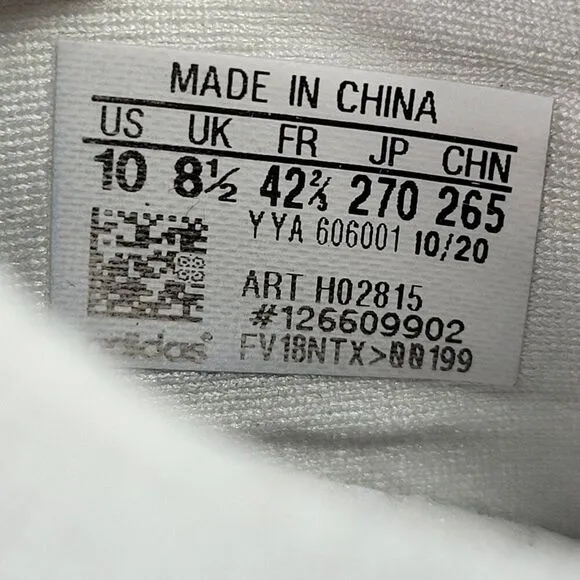 MADE IN CHINA
US UK FR JP CHN
10 8½ 42⅔ 270 265
YYA 606001 10/20
ART H02815
#126609902
FV18NTX>00199
adidas®